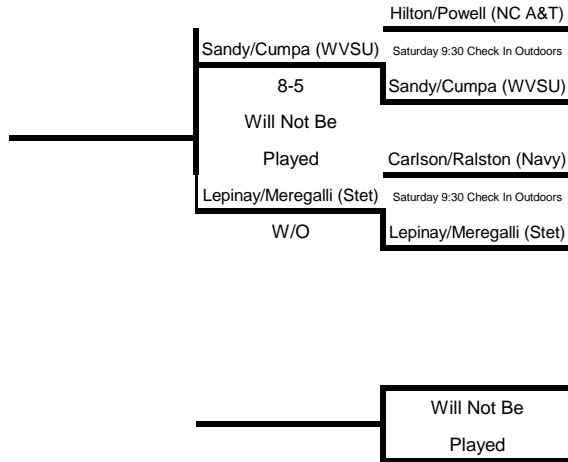 Hilton/Powell (NC A&T)
Sandy/Cumpa (WVSU)
Saturday 9:30 Check In Outdoors
8-5
Sandy/Cumpa (WVSU)
Will Not Be
Played
Carlson/Ralston (Navy)
Lepinay/Meregalli (Stet)
Saturday 9:30 Check In Outdoors
W/O
Lepinay/Meregalli (Stet)
Will Not Be
Played